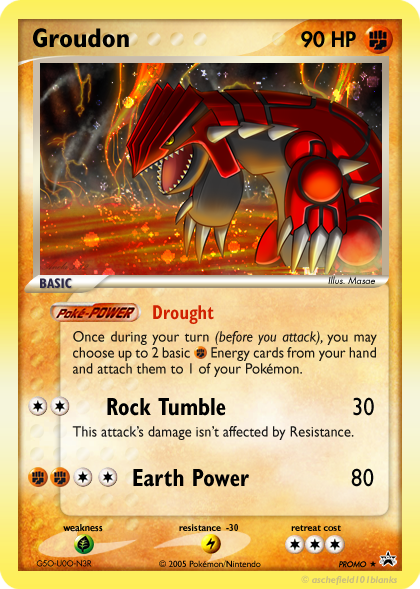 Groudon 90 HP
BASIC
Illus. Masae
Poké-POWER Drought
Once during your turn (before you attack), you may
choose up to 2 basic Energy cards from your hand
and attach them to 1 of your Pokémon.
Rock Tumble 30
This attack's damage isn't affected by Resistance.
Earth Power 80
weakness resistance -30 retreat cost
G5O-U0O-N3R © 2005 Pokémon/Nintendo PROMO ★
© aschefield101blanks